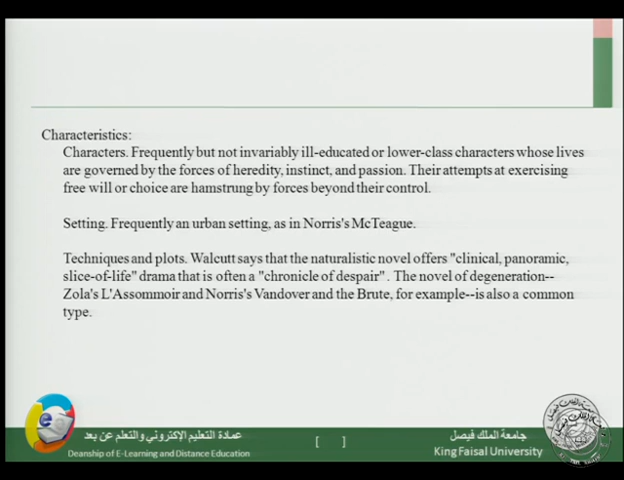 Characteristics:
Characters. Frequently but not invariably ill-educated or lower-class characters whose lives
are governed by the forces of heredity, instinct, and passion. Their attempts at exercising
free will or choice are hamstrung by forces beyond their control.
Setting. Frequently an urban setting, as in Norris's McTeague.
Techniques and plots. Walcutt says that the naturalistic novel offers "clinical, panoramic,
slice-of-life" drama that is often a "chronicle of despair". The novel of degeneration--
Zola's L'Assommoir and Norris's Vandover and the Brute, for example--is also a common
type.
عمادة التعليم الإكتروني والتعلم عن بعد
Deanship of E-Learning and Distance Education
[ ]
جامعة الملك فيصل
King Faisal University